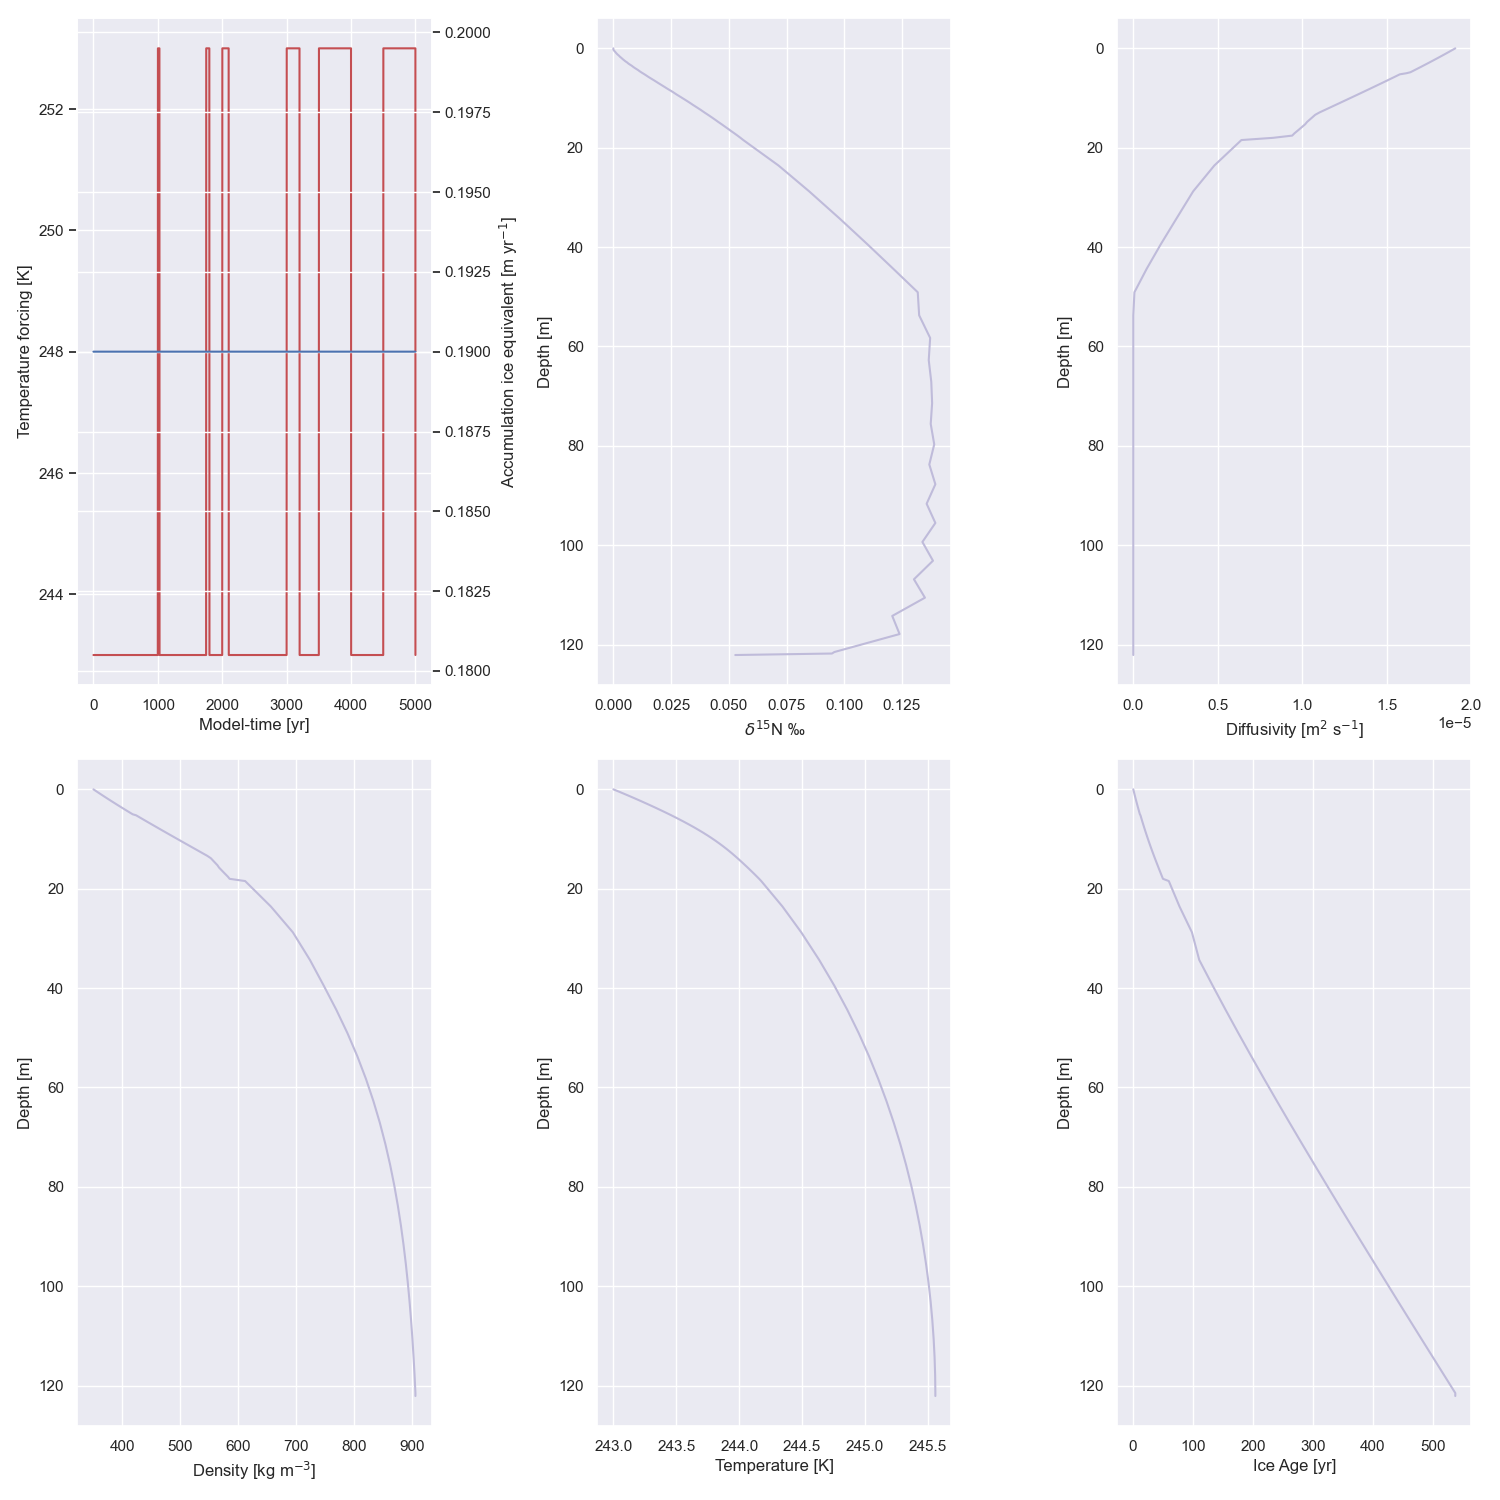 Temperature forcing [K]
252
250
248
246
244
0 1000 2000 3000 4000 5000
Model-time [yr]
0.2000
0.1975
0.1950
0.1925
0.1900
0.1875
0.1850
0.1825
0.1800
Accumulation ice equivalent [m yr⁻¹]
Depth [m]
0
20
40
60
80
100
120
0.000 0.025 0.050 0.075 0.100 0.125
δ¹⁵N ‰
Depth [m]
0
20
40
60
80
100
120
0.0 0.5 1.0 1.5 2.0
1e−5
Diffusivity [m² s⁻¹]
Depth [m]
0
20
40
60
80
100
120
400 500 600 700 800 900
Density [kg m⁻³]
Depth [m]
0
20
40
60
80
100
120
243.0 243.5 244.0 244.5 245.0 245.5
Temperature [K]
Depth [m]
0
20
40
60
80
100
120
0 100 200 300 400 500
Ice Age [yr]